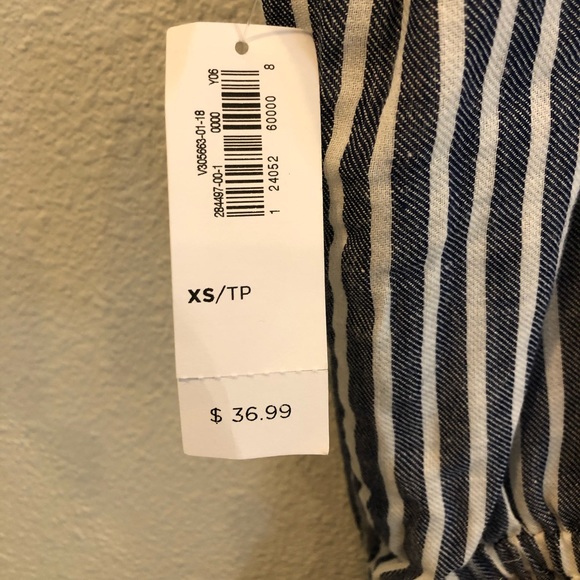 Y06
0000
V305663-01-18
284497-00-1
1 24052 60000 8
XS/TP
$ 36.99